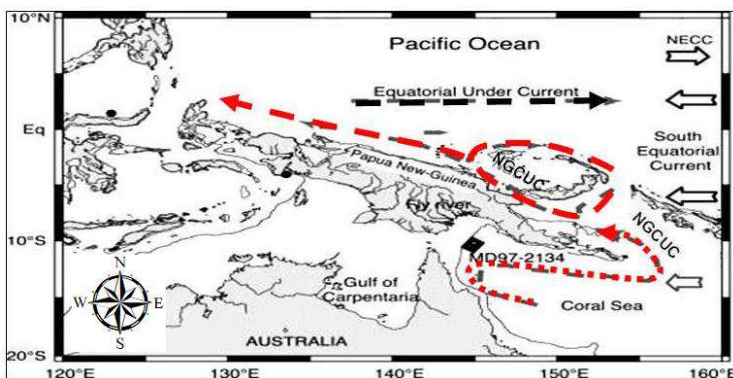 10°N
Pacific Ocean
NECC
Equatorial Under Current
Eq
South
Equatorial
Current
NGCUC
Papua New-Guinea
Fly river
NGCUC
10°S
MD97-2134
Gulf of
Carpentaria
Coral Sea
N
W
E
S
AUSTRALIA
20°S
120°E
130°E
140°E
150°E
160°E